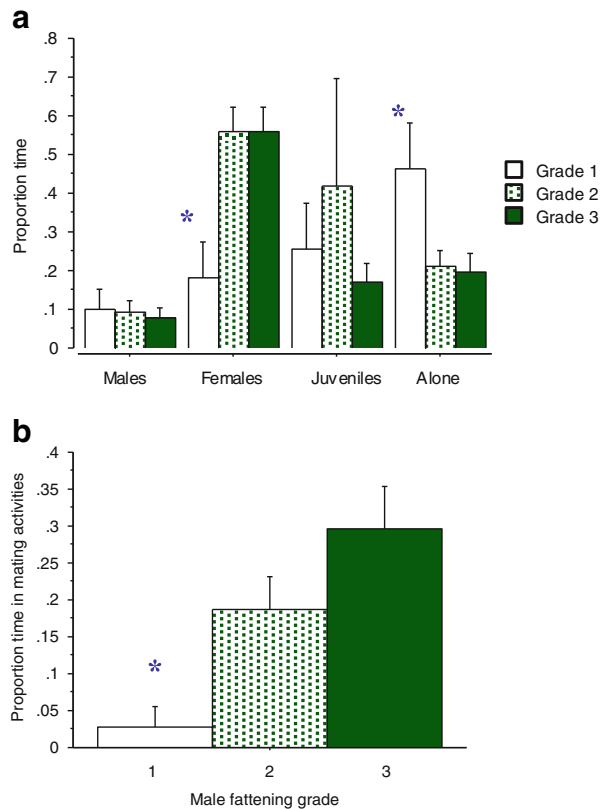 a
.8
.7
.6
.5
.4
.3
.2
.1
0
Proportion time
*
*
Grade 1
Grade 2
Grade 3
Males Females Juveniles Alone
b
.4
.35
.3
.25
.2
.15
.1
.05
0
Proportion time in mating activities
*
1 2 3
Male fattening grade